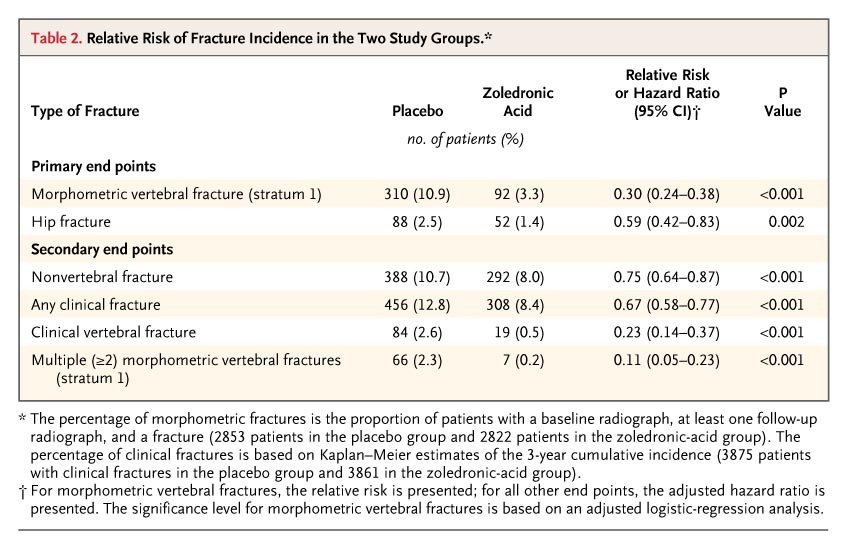 Table 2. Relative Risk of Fracture Incidence in the Two Study Groups.*
Type of Fracture Placebo Zoledronic Acid Relative Risk or Hazard Ratio (95% CI)† P Value
no. of patients (%)
Primary end points
Morphometric vertebral fracture (stratum 1) 310 (10.9) 92 (3.3) 0.30 (0.24–0.38) <0.001
Hip fracture 88 (2.5) 52 (1.4) 0.59 (0.42–0.83) 0.002
Secondary end points
Nonvertebral fracture 388 (10.7) 292 (8.0) 0.75 (0.64–0.87) <0.001
Any clinical fracture 456 (12.8) 308 (8.4) 0.67 (0.58–0.77) <0.001
Clinical vertebral fracture 84 (2.6) 19 (0.5) 0.23 (0.14–0.37) <0.001
Multiple (≥2) morphometric vertebral fractures 66 (2.3) 7 (0.2) 0.11 (0.05–0.23) <0.001
(stratum 1)
* The percentage of morphometric fractures is the proportion of patients with a baseline radiograph, at least one follow-up
radiograph, and a fracture (2853 patients in the placebo group and 2822 patients in the zoledronic-acid group). The
percentage of clinical fractures is based on Kaplan–Meier estimates of the 3-year cumulative incidence (3875 patients
with clinical fractures in the placebo group and 3861 in the zoledronic-acid group).
† For morphometric vertebral fractures, the relative risk is presented; for all other end points, the adjusted hazard ratio is
presented. The significance level for morphometric vertebral fractures is based on an adjusted logistic-regression analysis.